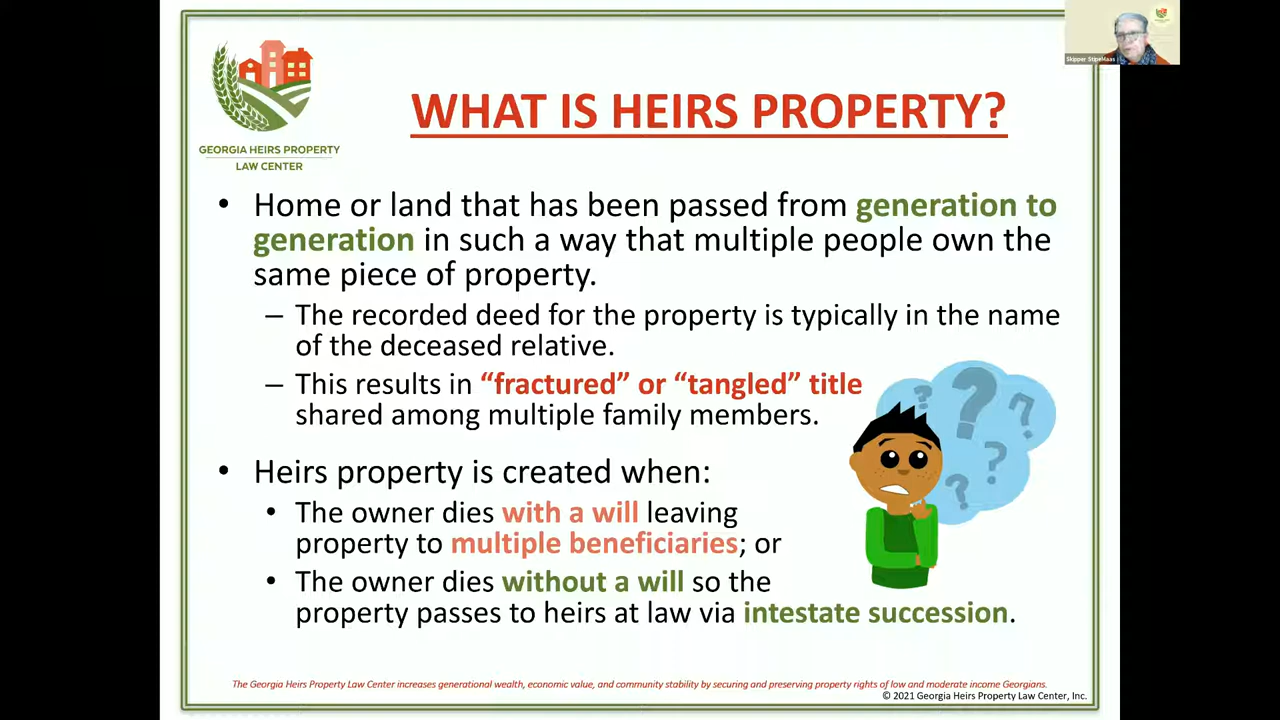 Skipper StipeMaas
GEORGIA HEIRS PROPERTY
LAW CENTER
WHAT IS HEIRS PROPERTY?
• Home or land that has been passed from generation to
generation in such a way that multiple people own the
same piece of property.
– The recorded deed for the property is typically in the name
of the deceased relative.
– This results in “fractured” or “tangled” title
shared among multiple family members.
• Heirs property is created when:
• The owner dies with a will leaving
property to multiple beneficiaries; or
• The owner dies without a will so the
property passes to heirs at law via intestate succession.
? ? ? ? ?
The Georgia Heirs Property Law Center increases generational wealth, economic value, and community stability by securing and preserving property rights of low and moderate income Georgians.
© 2021 Georgia Heirs Property Law Center, Inc.